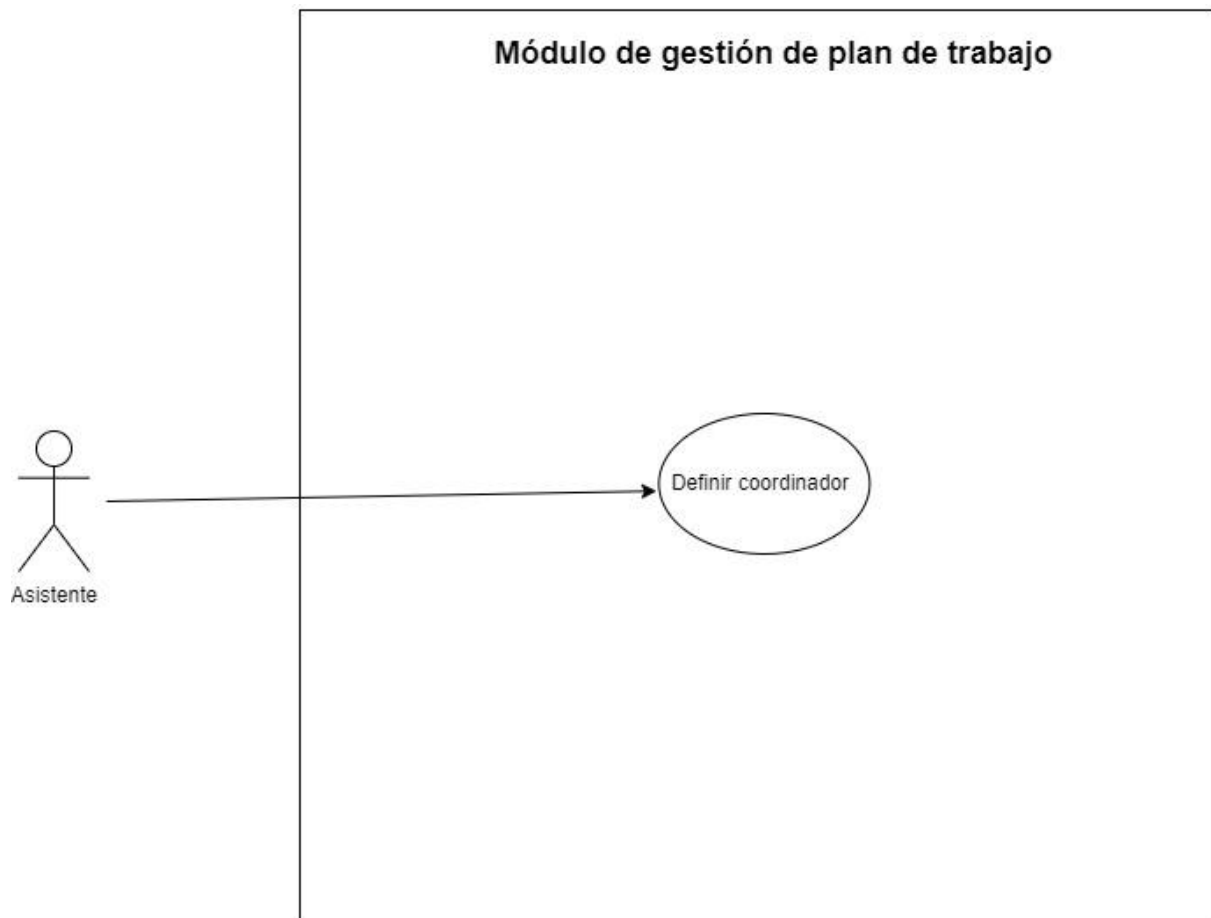 Módulo de gestión de plan de trabajo
Definir coordinador
Asistente